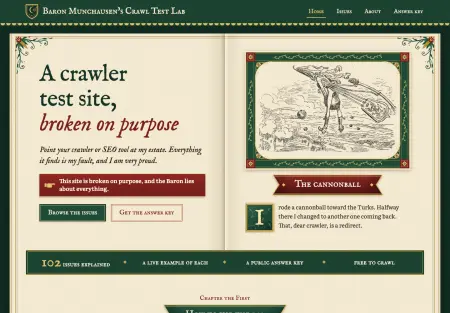 Baron Munchausen's Crawl Test Lab
Home
Issues
About
Answer key
A crawler
test site,
broken on purpose
Point your crawler or SEO tool at my estate. Everything
it finds is my fault, and I am very proud.
This site is broken on purpose, and the Baron lies
about everything.
Browse the issues
Get the answer key
The cannonball
I rode a cannonball toward the Turks. Halfway
there I changed to another one coming back.
That, dear crawler, is a redirect.
102 issues explained
a live example of each
a public answer key
free to crawl
Chapter the First